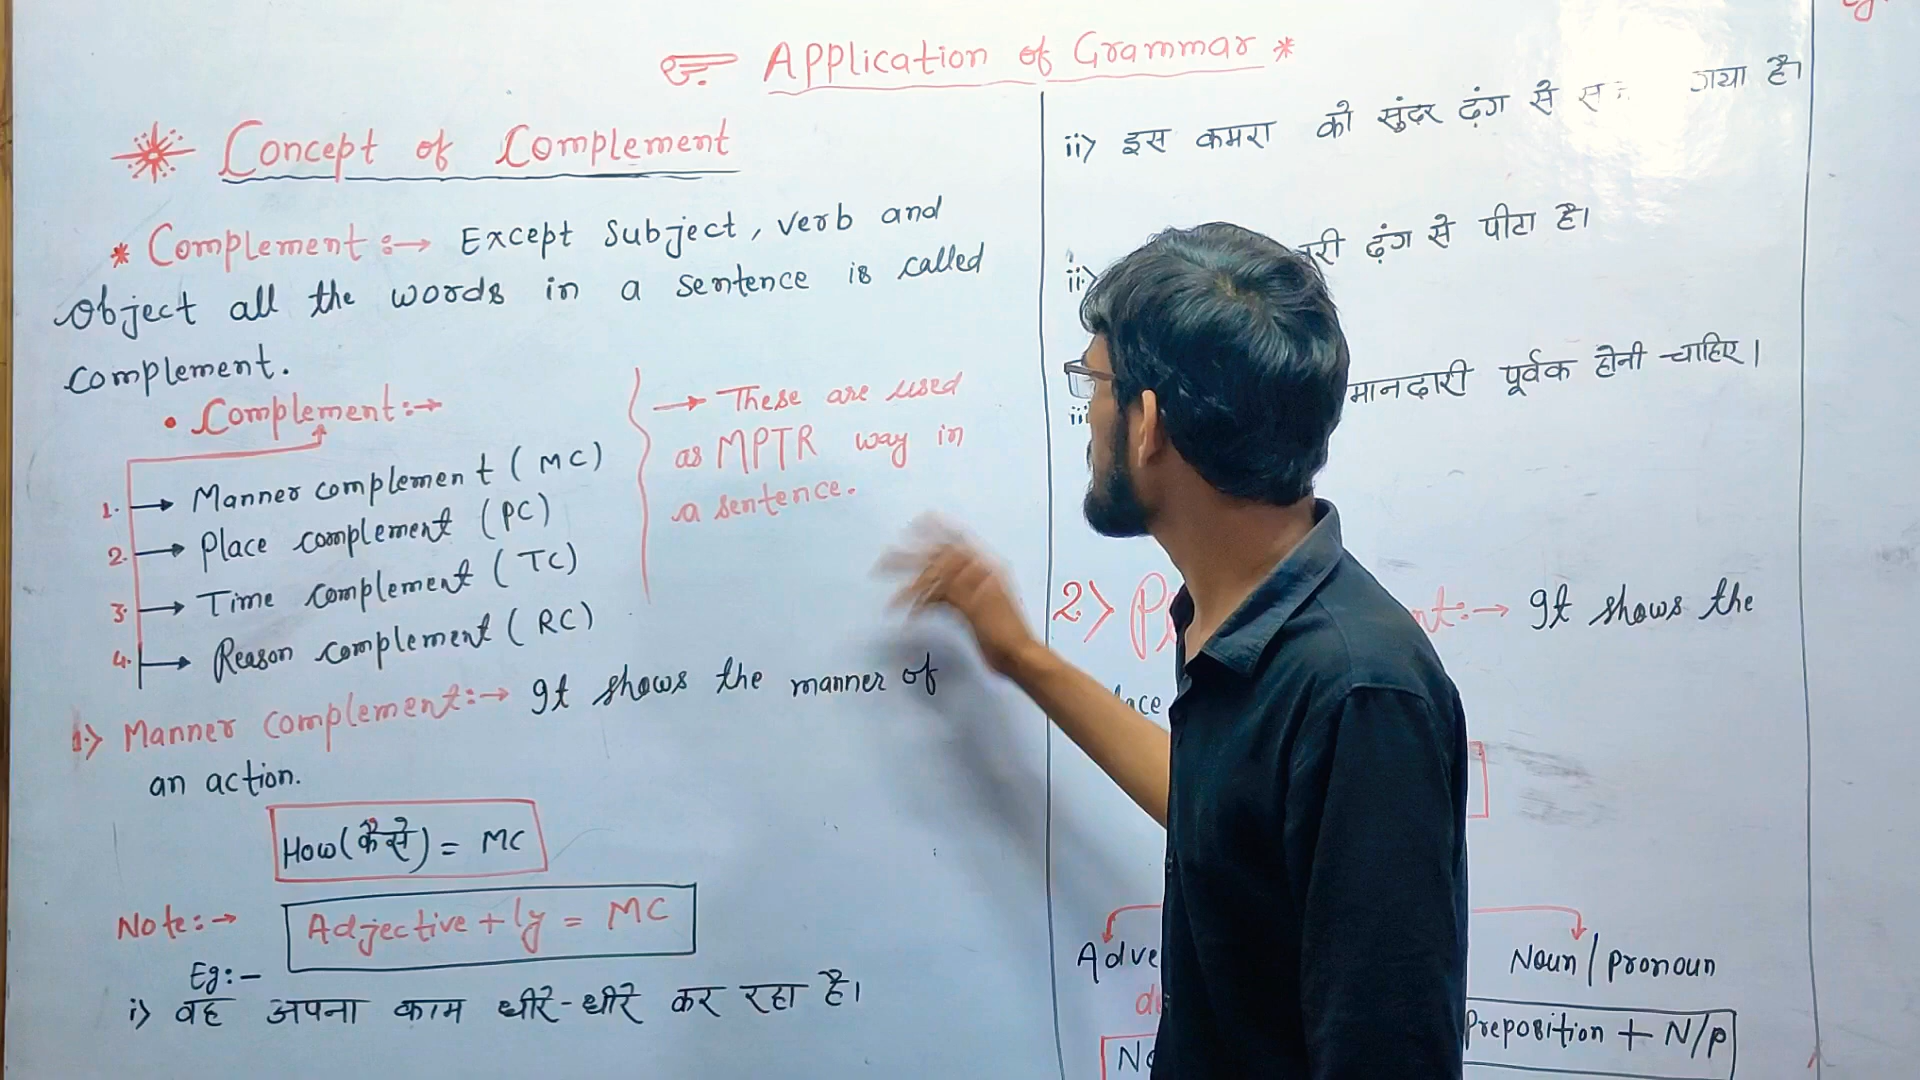 Application of Grammar *
Concept of Complement
* Complement :→ Except Subject, verb and
object all the words in a sentence is called
complement.
• Complement :→
1. → Manner complement (MC)
2. → Place complement (PC)
3. → Time complement (TC)
4. → Reason complement (RC)
→ These are used
as MPTR way in
a sentence.
1) Manner complement :→ It shows the manner of
an action.
How (कैसे) = MC
Note :→ Adjective + ly = MC
Eg :-
i) वह अपना काम धीरे-धीरे कर रहा है।
ii) इस कमरा को सुंदर ढ़ंग से गया है।
ii) ढ़ंग से पीटा है।
iii पूर्वक होनी चाहिए।
2) :→ It shows the
Noun / pronoun
Preposition + N/P